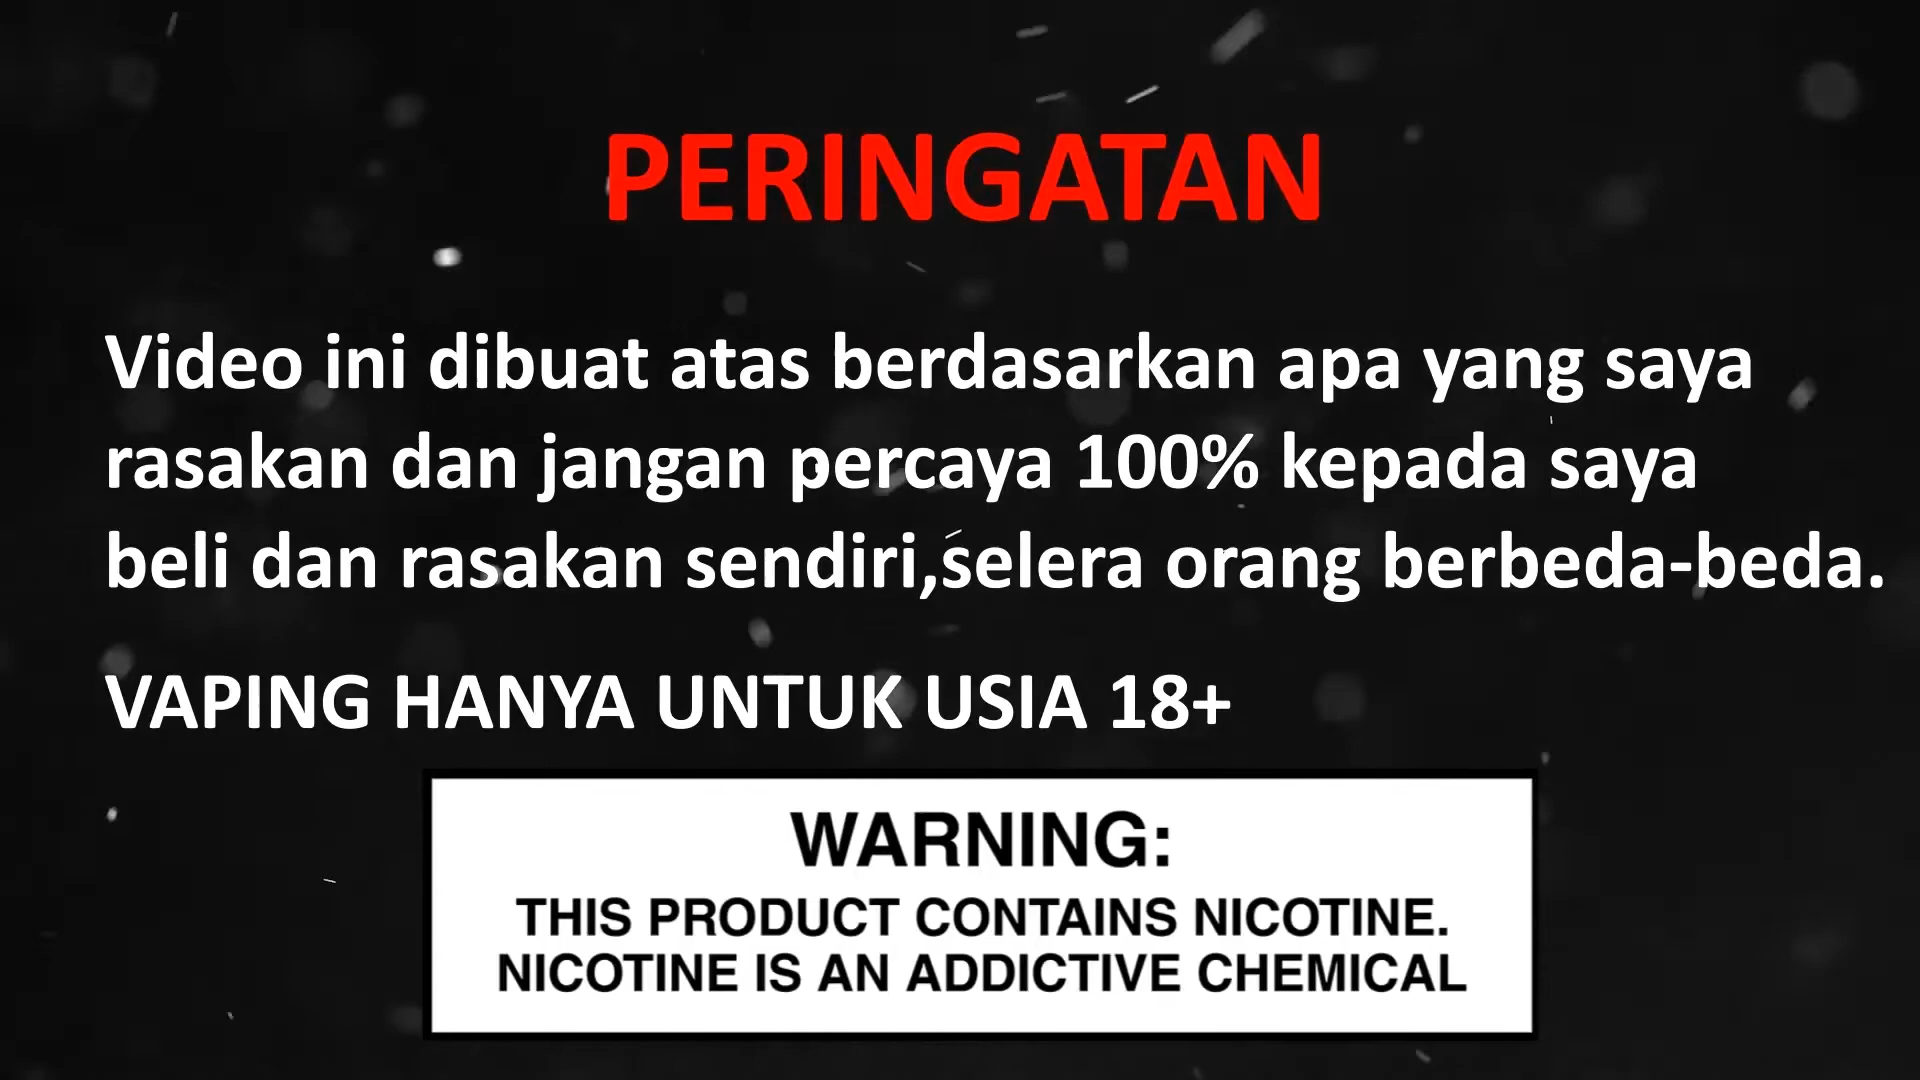 PERINGATAN
Video ini dibuat atas berdasarkan apa yang saya
rasakan dan jangan percaya 100% kepada saya
beli dan rasakan sendiri,selera orang berbeda-beda.
VAPING HANYA UNTUK USIA 18+
WARNING:
THIS PRODUCT CONTAINS NICOTINE.
NICOTINE IS AN ADDICTIVE CHEMICAL